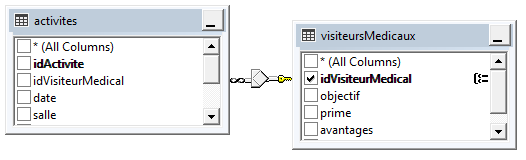 activites
* (All Columns)
idActivite
idVisiteurMedical
date
salle
visiteursMedicaux
* (All Columns)
idVisiteurMedical
objectif
prime
avantages